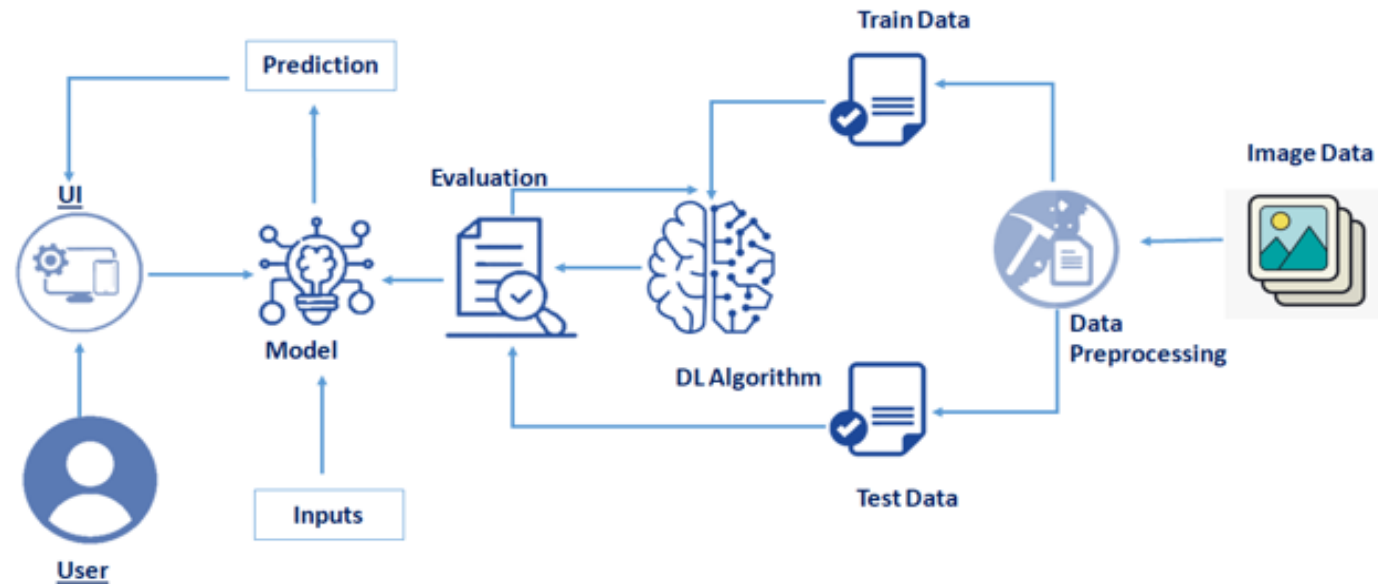 Train Data
Prediction
Image Data
Evaluation
UI
Data
Preprocessing
Model
DL Algorithm
Test Data
Inputs
User